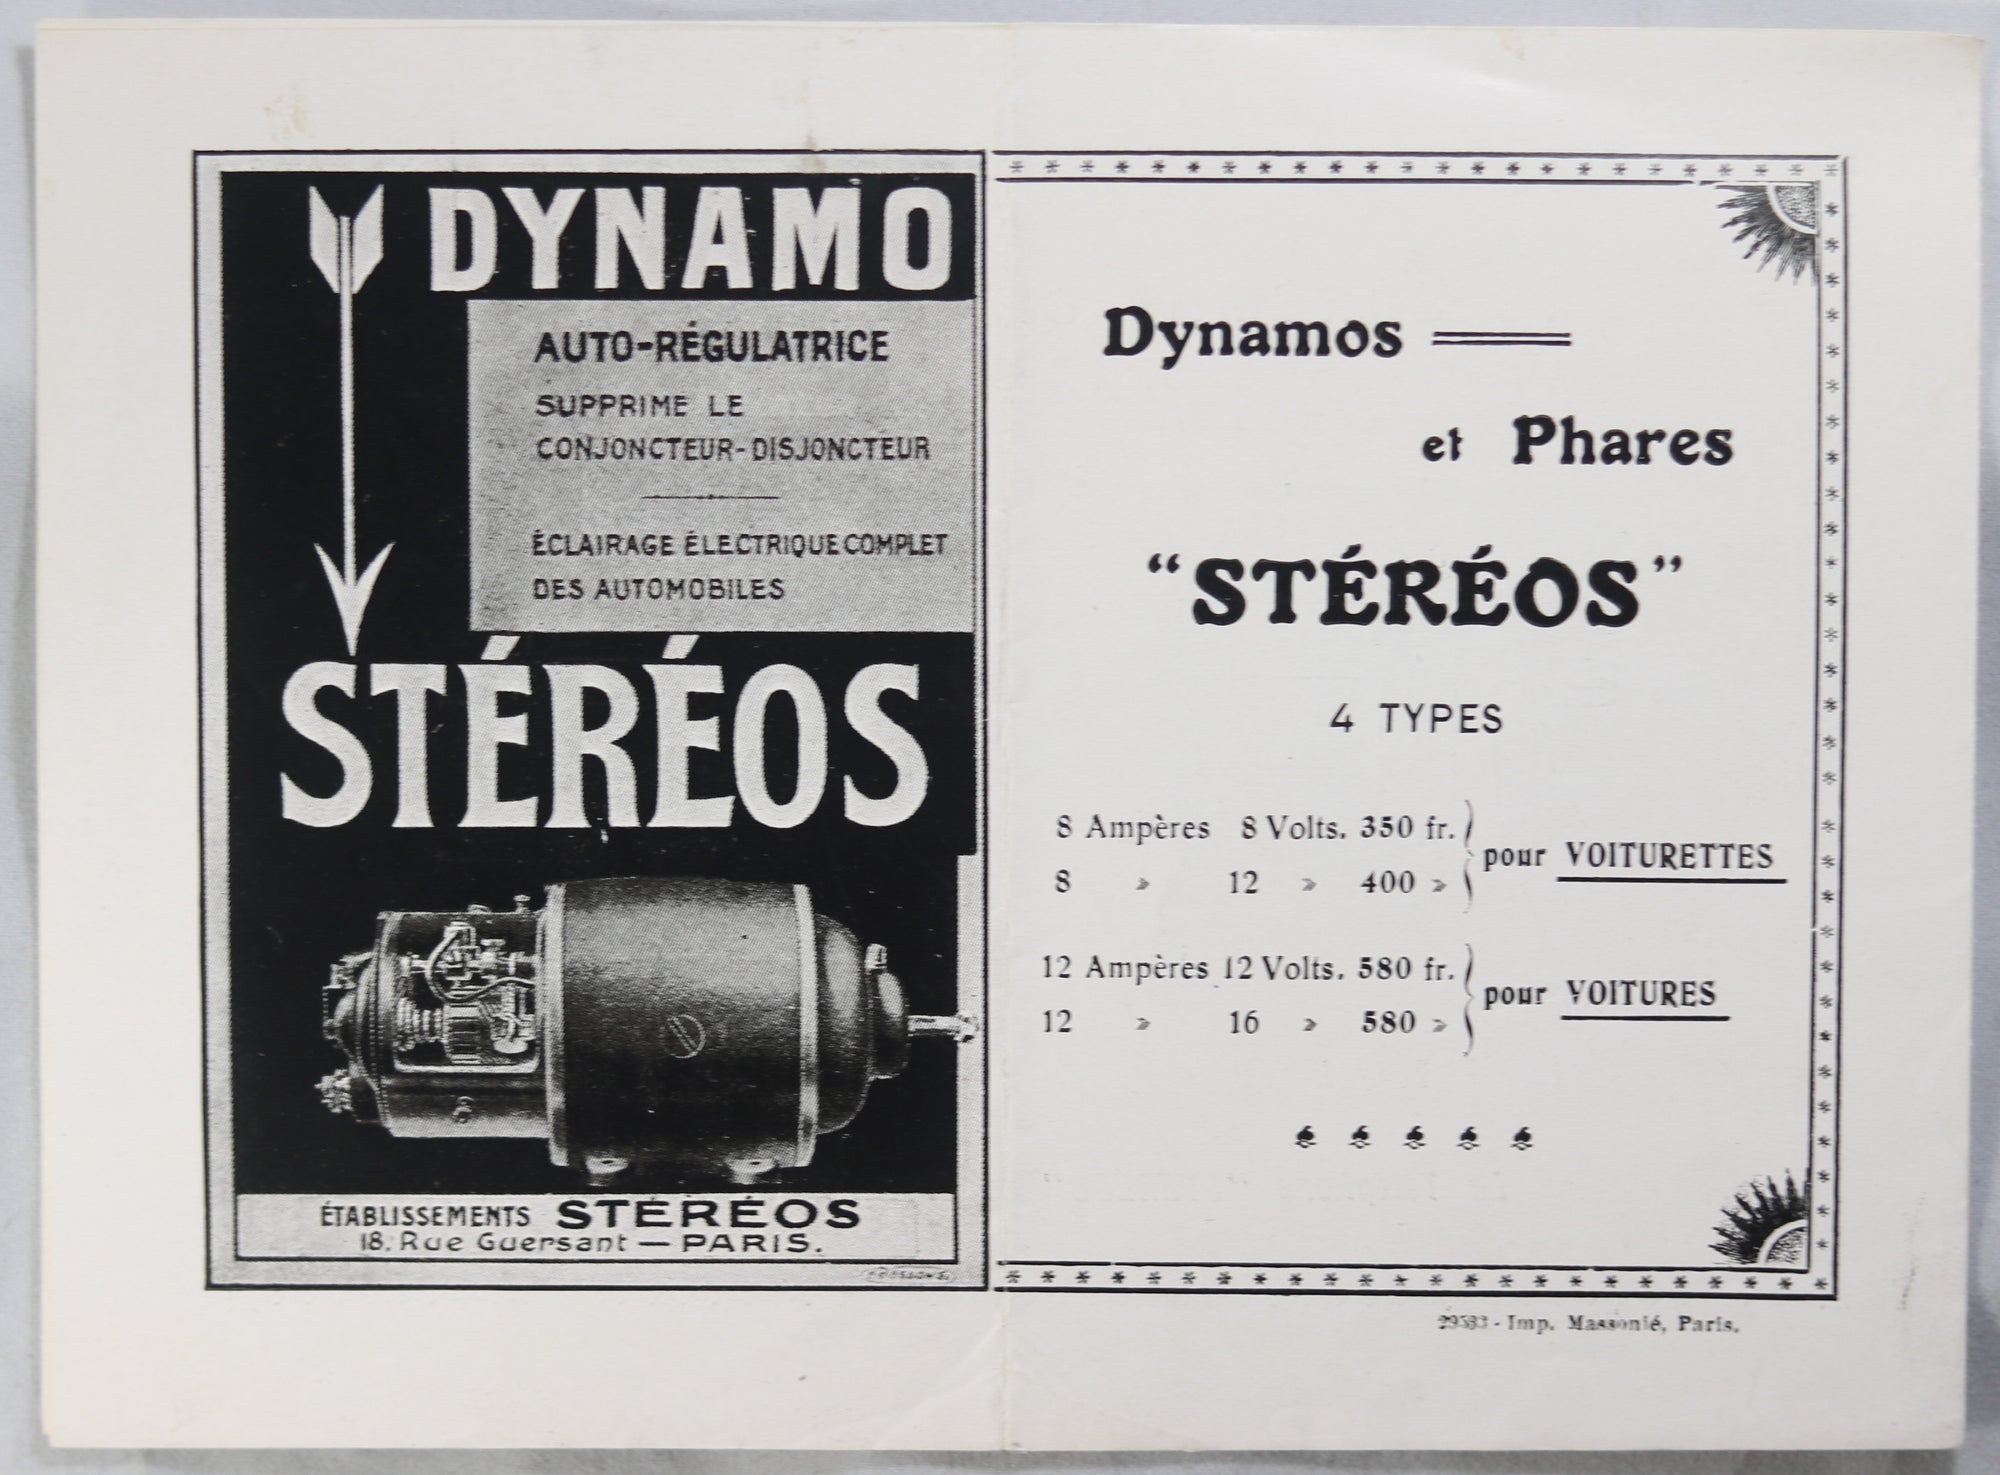 DYNAMO
AUTO-RÉGULATRICE
SUPPRIME LE
CONJONCTEUR-DISJONCTEUR
ÉCLAIRAGE ÉLECTRIQUE COMPLET
DES AUTOMOBILES
STÉRÉOS
ÉTABLISSEMENTS STÉRÉOS
18, Rue Guersant — PARIS.
Dynamos
et Phares
“STÉRÉOS”
4 TYPES
8 Ampères 8 Volts. 350 fr.
8 » 12 » 400 »
pour VOITURETTES
12 Ampères 12 Volts. 580 fr.
12 » 16 » 580 »
pour VOITURES
29583 - Imp. Massonié, Paris.